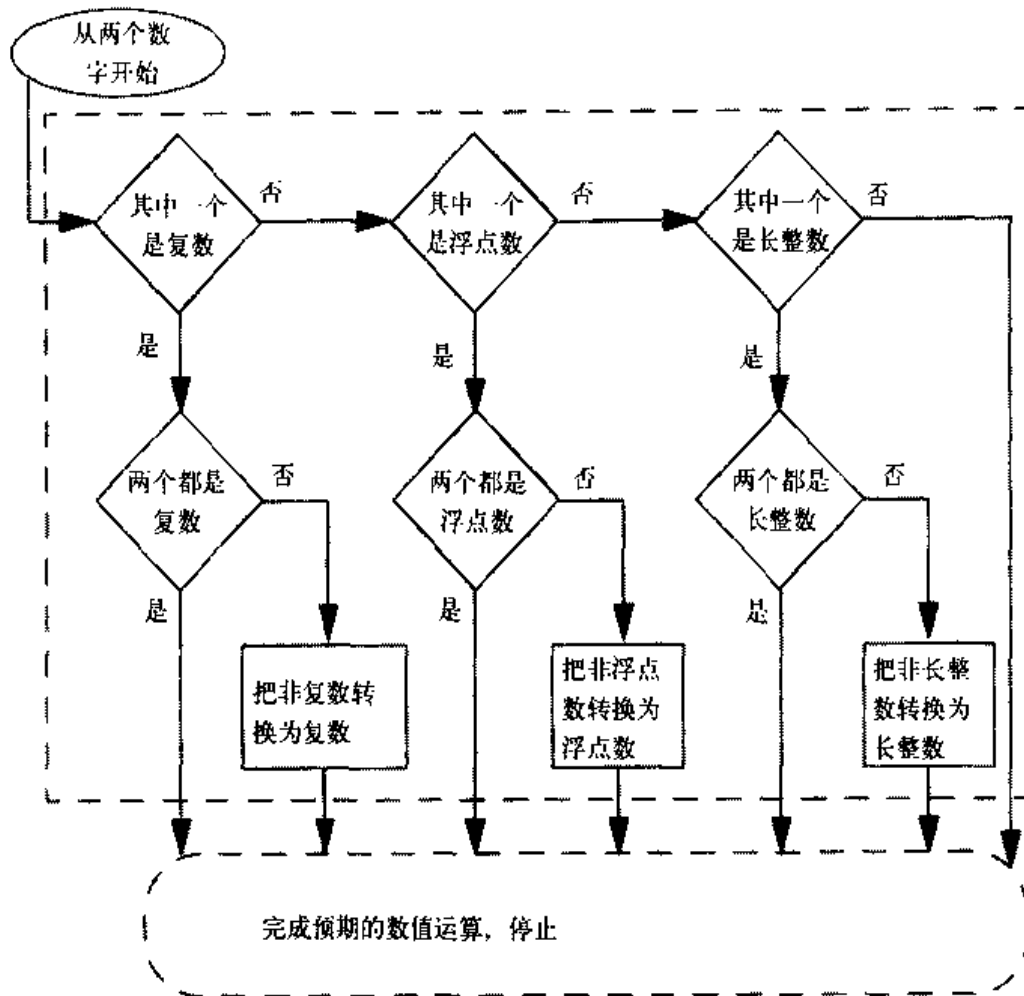 从两个数
字开始
其中一个
是复数
否
其中一个
是浮点数
否
其中一个
是长整数
否
是
是
是
两个都是
复数
否
两个都是
浮点数
否
两个都是
长整数
否
是
是
是
把非复数转
换为复数
把非浮点
数转换为
浮点数
把非长整
数转换为
长整数
完成预期的数值运算，停止